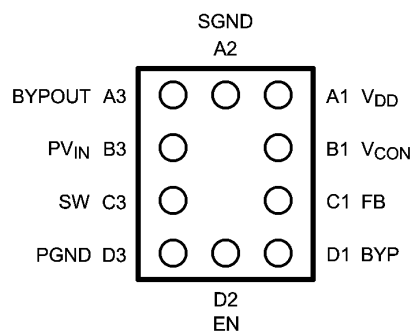 SGND
A2
BYPOUT A3
A1 VDD
PVIN B3
B1 VCON
SW C3
C1 FB
PGND D3
D1 BYP
D2
EN